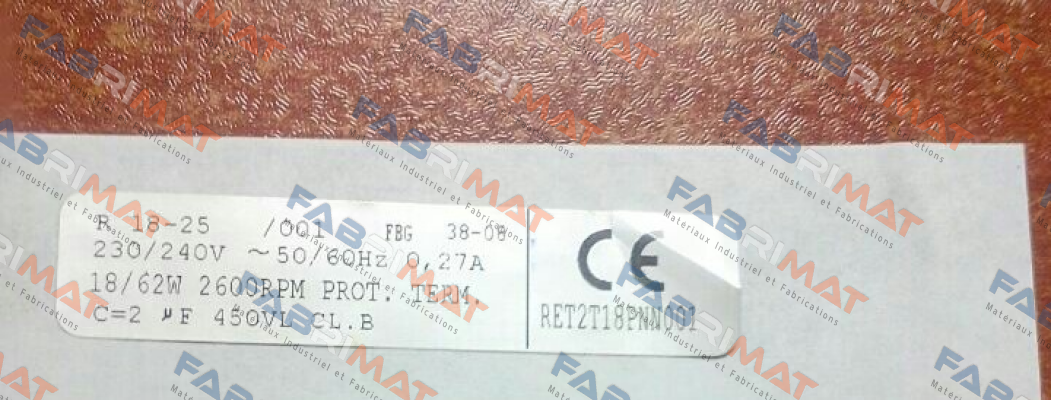 R 18-25 /0Q1 FBG 38-08
230/240V ~50/60Hz 0,27A
18/62W 2600RPM PROT. TERM.
C=2 µF 450VL CL.B
CE
RET2T18PNN001
FABRIMAT
Matériaux Industriel et Fabrications